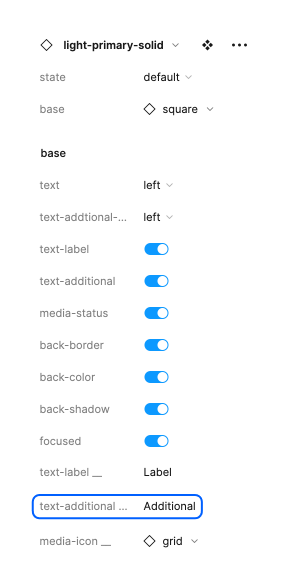 light-primary-solid
state default
base square
base
text left
text-addtional-... left
text-label
text-additional
media-status
back-border
back-color
back-shadow
focused
text-label __ Label
text-additional ... Additional
media-icon __ grid